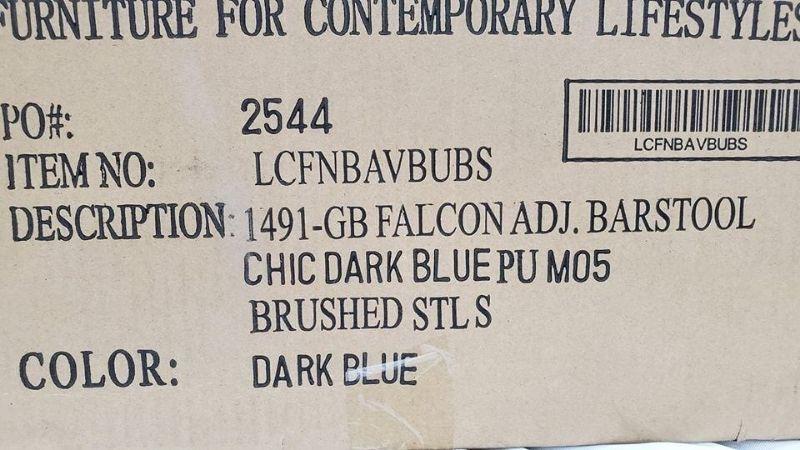 FURNITURE FOR CONTEMPORARY LIFESTYLES
PO#: 2544
LCFNBAVBUBS
ITEM NO: LCFNBAVBUBS
DESCRIPTION: 1491-GB FALCON ADJ. BARSTOOL
CHIC DARK BLUE PU M05
BRUSHED STL S
COLOR: DARK BLUE